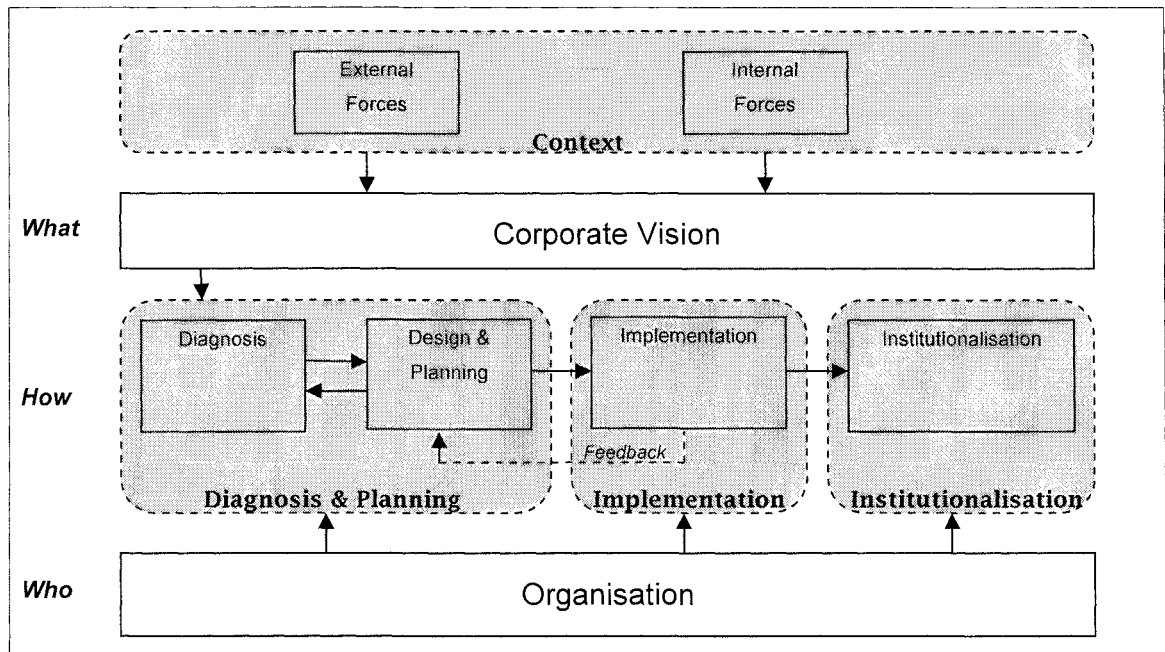 External
Forces
Internal
Forces
Context
What
Corporate Vision
How
Diagnosis
Design &
Planning
Implementation
Institutionalisation
Feedback
Diagnosis & Planning
Implementation
Institutionalisation
Who
Organisation